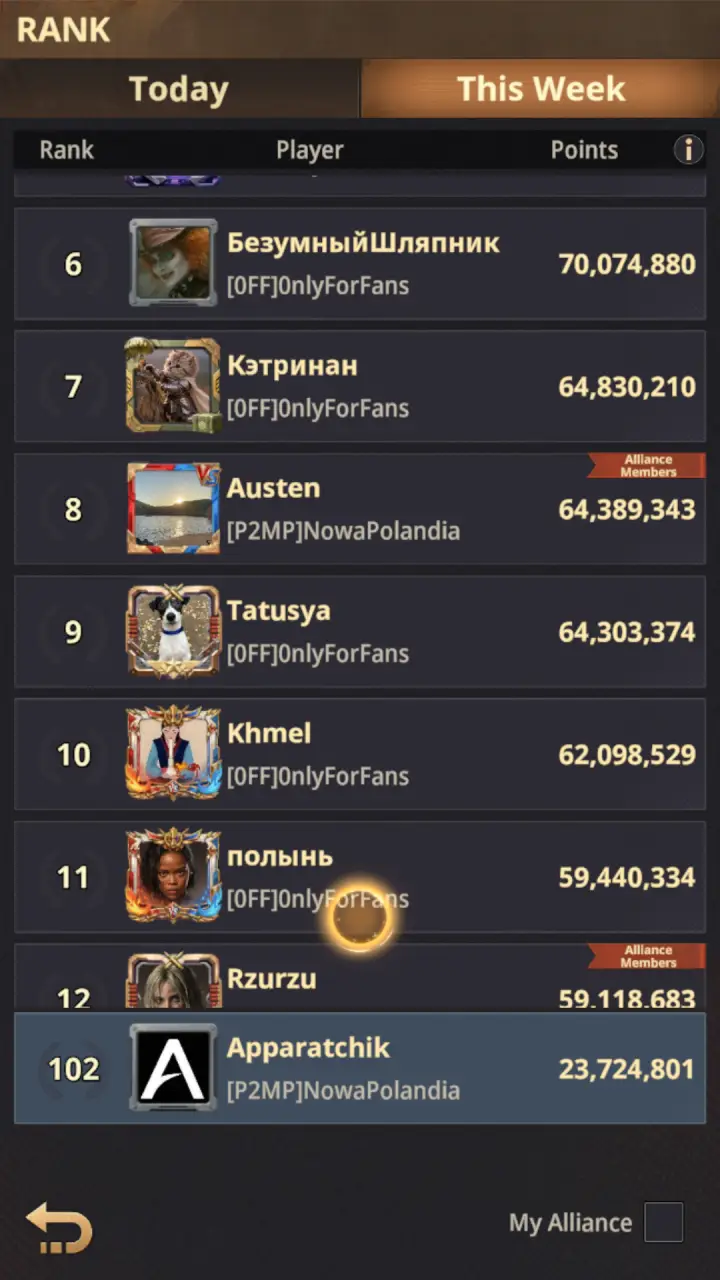 RANK
Today
This Week
Rank
Player
Points
6
БезумныйШляпник
[0FF]0nlyForFans
70,074,880
7
Кэтринан
[0FF]0nlyForFans
64,830,210
Alliance
Members
8
Austen
[P2MP]NowaPolandia
64,389,343
9
Tatusya
[0FF]0nlyForFans
64,303,374
10
Khmel
[0FF]0nlyForFans
62,098,529
11
полынь
[0FF]0nlyForFans
59,440,334
Alliance
Members
12
Rzurzu
59,118,683
102
Apparatchik
[P2MP]NowaPolandia
23,724,801
My Alliance